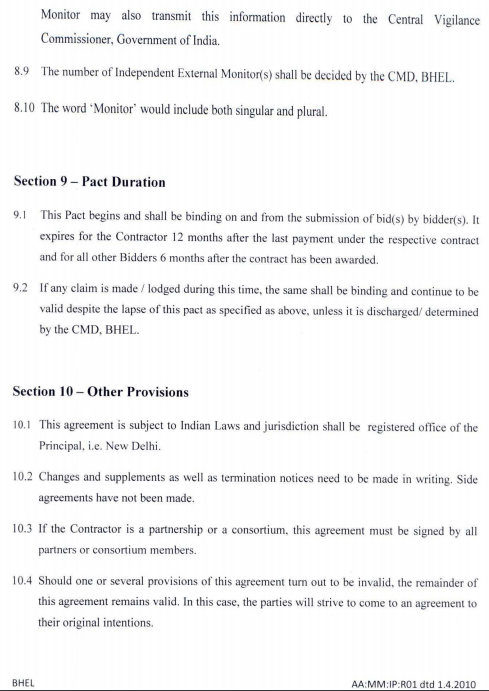 Monitor may also transmit this information directly to the Central Vigilance
Commissioner, Government of India.
8.9 The number of Independent External Monitor(s) shall be decided by the CMD, BHEL.
8.10 The word 'Monitor' would include both singular and plural.
Section 9 – Pact Duration
9.1 This Pact begins and shall be binding on and from the submission of bid(s) by bidder(s). It
expires for the Contractor 12 months after the last payment under the respective contract
and for all other Bidders 6 months after the contract has been awarded.
9.2 If any claim is made / lodged during this time, the same shall be binding and continue to be
valid despite the lapse of this pact as specified as above, unless it is discharged/ determined
by the CMD, BHEL.
Section 10 – Other Provisions
10.1 This agreement is subject to Indian Laws and jurisdiction shall be registered office of the
Principal, i.e. New Delhi.
10.2 Changes and supplements as well as termination notices need to be made in writing. Side
agreements have not been made.
10.3 If the Contractor is a partnership or a consortium, this agreement must be signed by all
partners or consortium members.
10.4 Should one or several provisions of this agreement turn out to be invalid, the remainder of
this agreement remains valid. In this case, the parties will strive to come to an agreement to
their original intentions.
BHEL AA:MM:IP:R01 dtd 1.4.2010